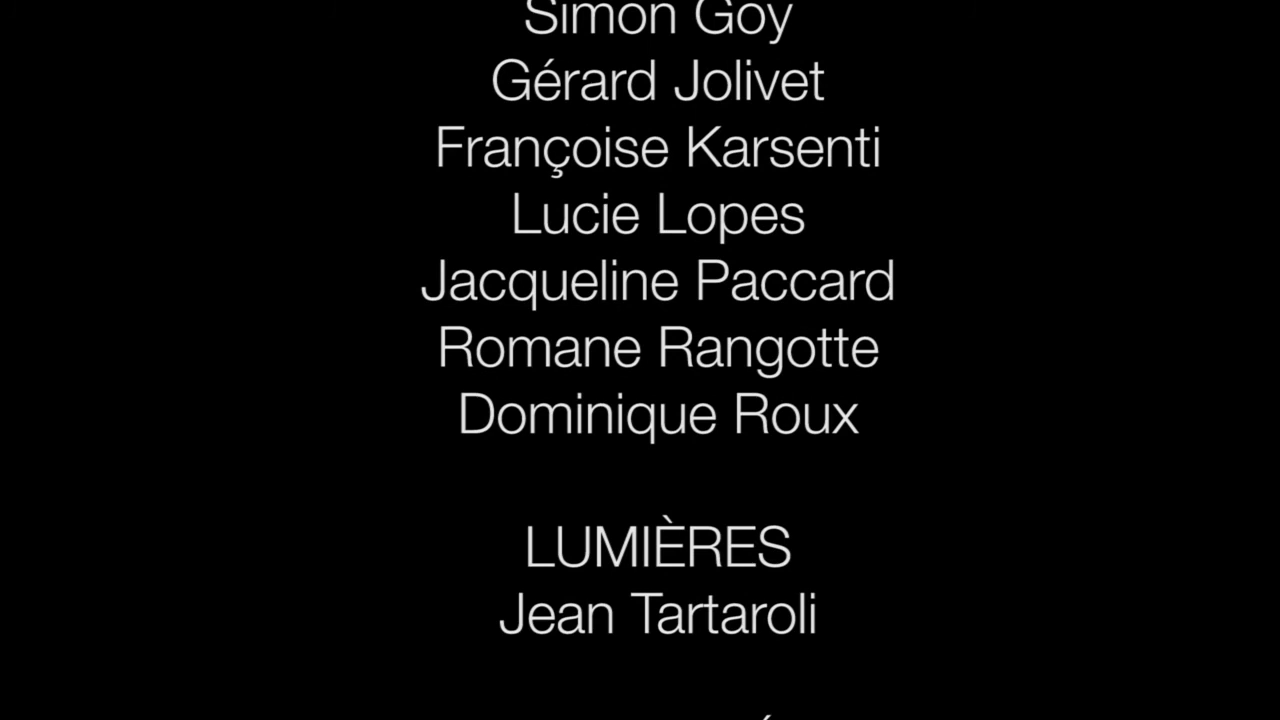 Simon Goy
Gérard Jolivet
Françoise Karsenti
Lucie Lopes
Jacqueline Paccard
Romane Rangotte
Dominique Roux
LUMIÈRES
Jean Tartaroli